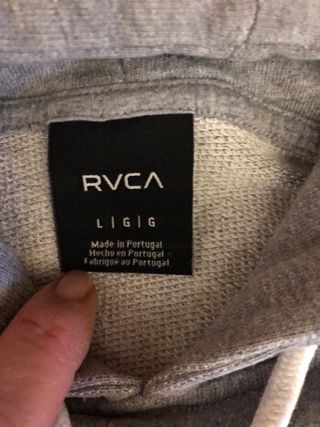 RVCA
L | G | G
Made in Portugal
Hecho en Portugal
Fabriqué au Portugal